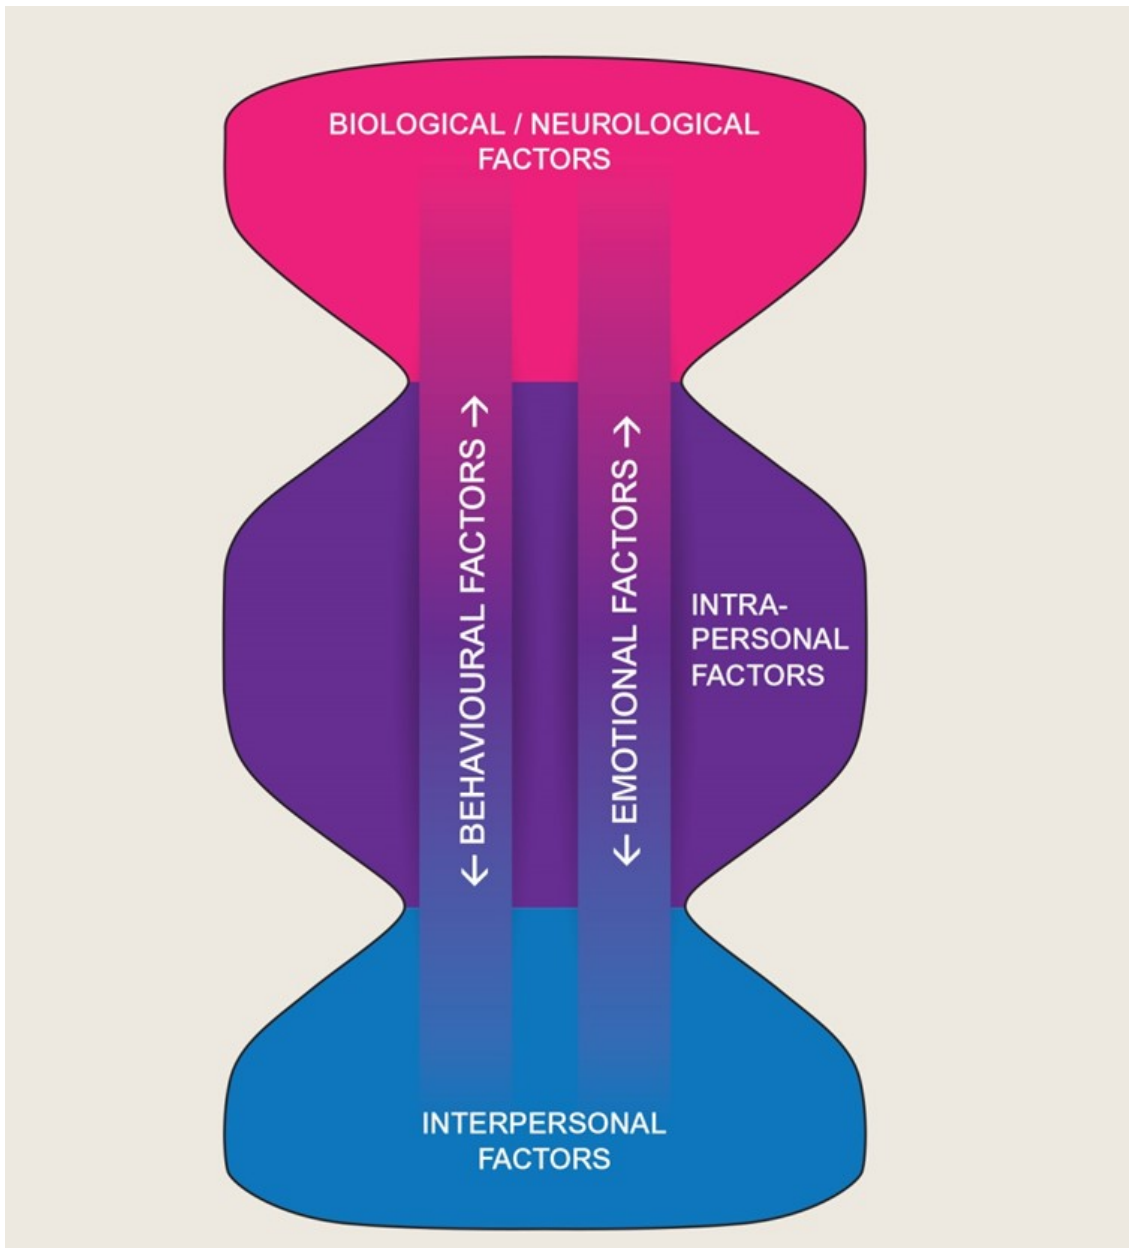 BIOLOGICAL / NEUROLOGICAL
FACTORS
← BEHAVIOURAL FACTORS →
← EMOTIONAL FACTORS →
INTRA-
PERSONAL
FACTORS
INTERPERSONAL
FACTORS